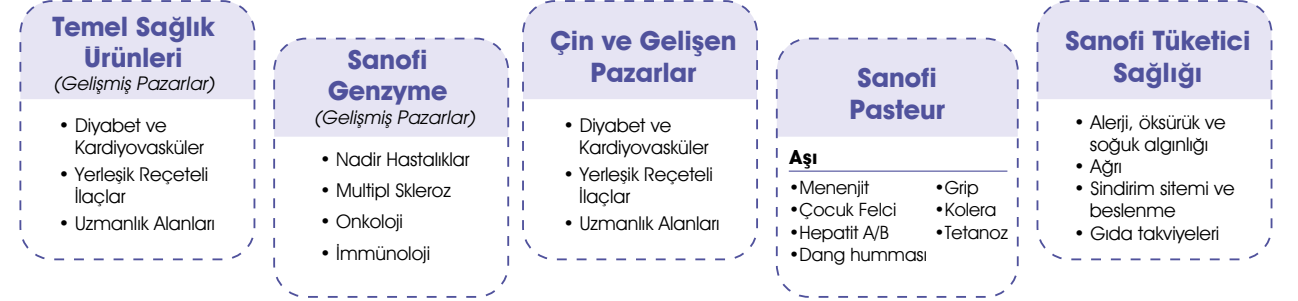 Temel Sağlık
Ürünleri
(Gelişmiş Pazarlar)
• Diyabet ve
Kardiyovasküler
• Yerleşik Reçeteli
İlaçlar
• Uzmanlık Alanları
Sanofi
Genzyme
(Gelişmiş Pazarlar)
• Nadir Hastalıklar
• Multipl Skleroz
• Onkoloji
• İmmünoloji
Çin ve Gelişen
Pazarlar
• Diyabet ve
Kardiyovasküler
• Yerleşik Reçeteli
İlaçlar
• Uzmanlık Alanları
Sanofi
Pasteur
Aşı
•Menenjit
•Çocuk Felci
•Hepatit A/B
•Dang humması
•Grip
•Kolera
•Tetanoz
Sanofi Tüketici
Sağlığı
• Alerji, öksürük ve
soğuk algınlığı
• Ağrı
• Sindirim sitemi ve
beslenme
• Gıda takviyeleri